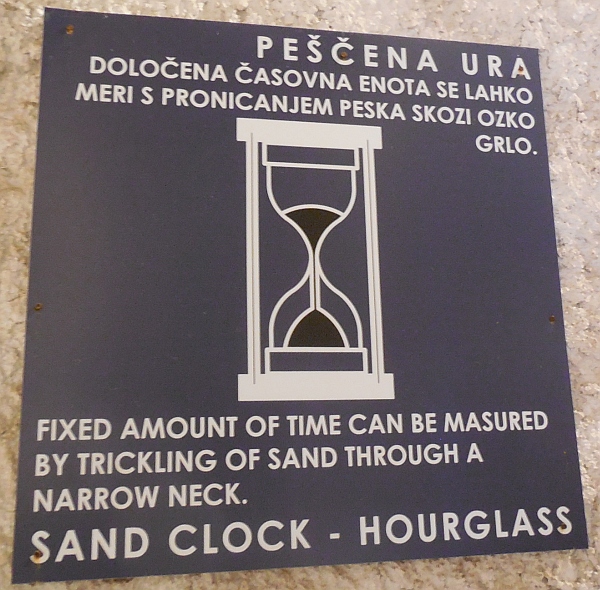 PEŠČENA URA
DOLOČENA ČASOVNA ENOTA SE LAHKO
MERI S PRONICANJEM PESKA SKOZI OZKO
GRLO.
FIXED AMOUNT OF TIME CAN BE MASURED
BY TRICKLING OF SAND THROUGH A
NARROW NECK.
SAND CLOCK - HOURGLASS